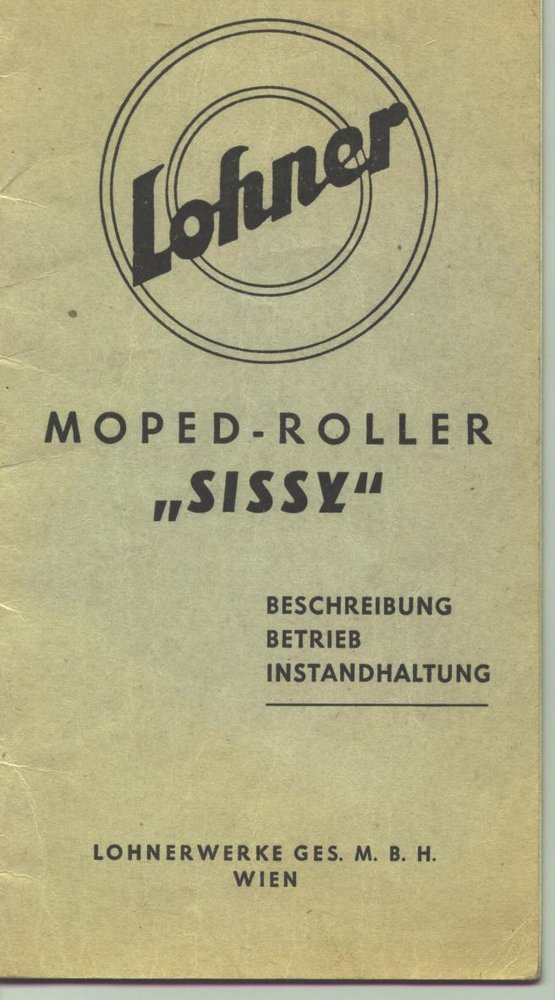 Lohner
MOPED-ROLLER
„SISSY“
BESCHREIBUNG
BETRIEB
INSTANDHALTUNG
LOHNERWERKE GES. M. B. H.
WIEN